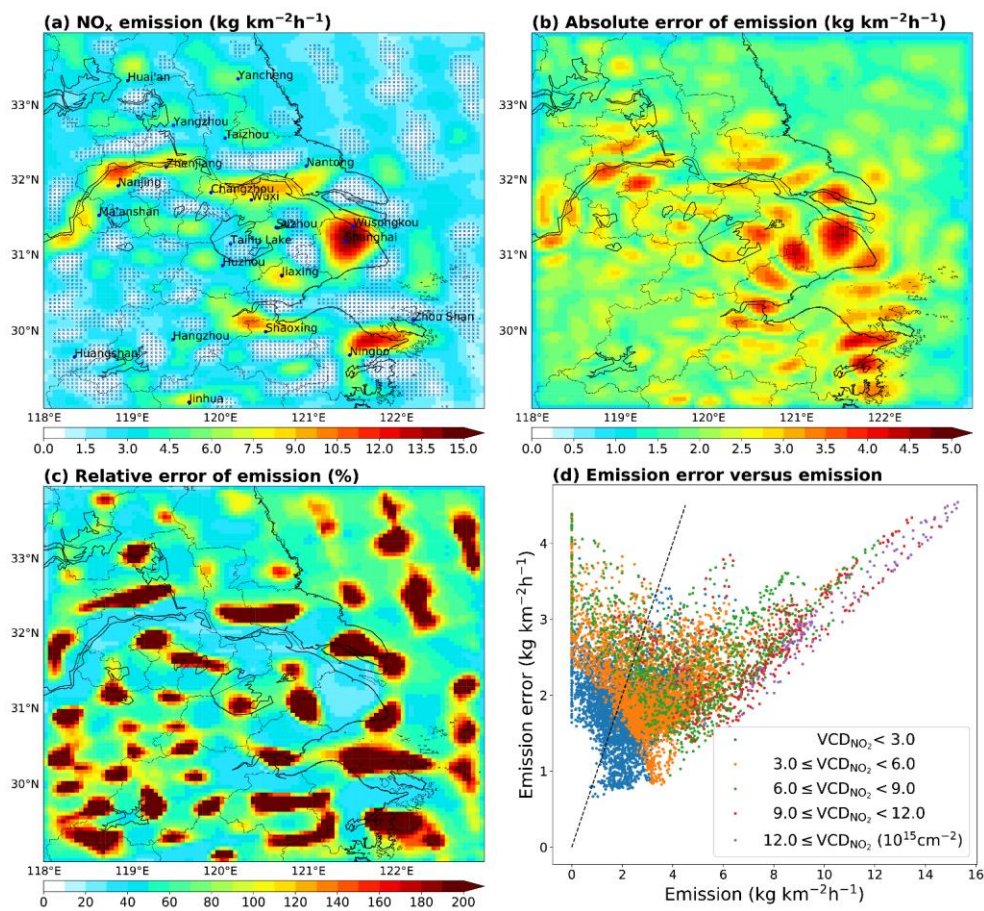 (a) NOₓ emission (kg km⁻²h⁻¹)
33°N
32°N
31°N
30°N
Huai'an
Yancheng
Yangzhou
Taizhou
Zhenjiang
Nantong
Nanjing
Changzhou
Wuxi
Ma'anshan
Suzhou
Wusongkou
Taihu Lake
Shanghai
Huzhou
Jiaxing
Zhou Shan
Hangzhou
Shaoxing
Huangshan
Ningbo
Jinhua
118°E 119°E 120°E 121°E 122°E
0.0 1.5 3.0 4.5 6.0 7.5 9.0 10.5 12.0 13.5 15.0
(b) Absolute error of emission (kg km⁻²h⁻¹)
33°N
32°N
31°N
30°N
118°E 119°E 120°E 121°E 122°E
0.0 0.5 1.0 1.5 2.0 2.5 3.0 3.5 4.0 4.5 5.0
(c) Relative error of emission (%)
33°N
32°N
31°N
30°N
118°E 119°E 120°E 121°E 122°E
0 20 40 60 80 100 120 140 160 180 200
(d) Emission error versus emission
Emission error (kg km⁻²h⁻¹)
4
3
2
1
0
VCD_NO₂ < 3.0
3.0 ≤ VCD_NO₂ < 6.0
6.0 ≤ VCD_NO₂ < 9.0
9.0 ≤ VCD_NO₂ < 12.0
12.0 ≤ VCD_NO₂ (10¹⁵cm⁻²)
0 2 4 6 8 10 12 14 16
Emission (kg km⁻²h⁻¹)